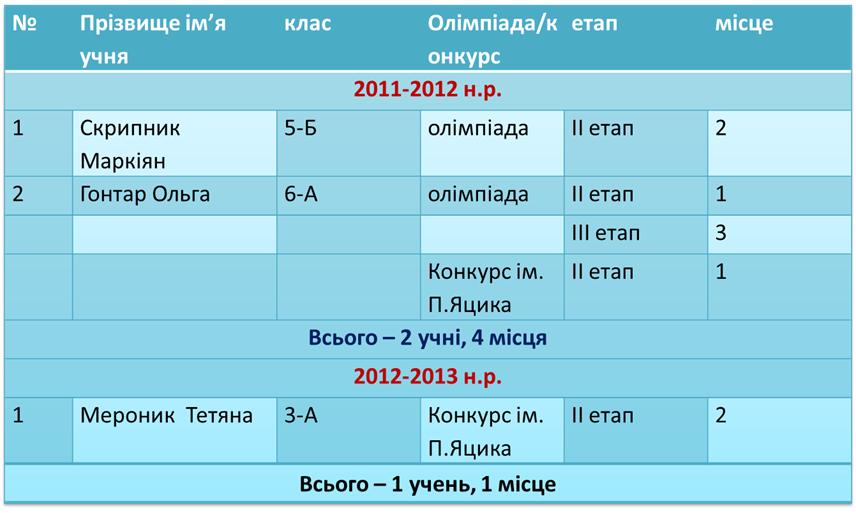 № Прізвище ім’я учня клас Олімпіада/конкурс етап місце
2011-2012 н.р.
1 Скрипник Маркіян 5-Б олімпіада ІІ етап 2
2 Гонтар Ольга 6-А олімпіада ІІ етап 1
ІІІ етап 3
Конкурс ім. П.Яцика ІІ етап 1
Всього – 2 учні, 4 місця
2012-2013 н.р.
1 Мероник Тетяна 3-А Конкурс ім. П.Яцика ІІ етап 2
Всього – 1 учень, 1 місце